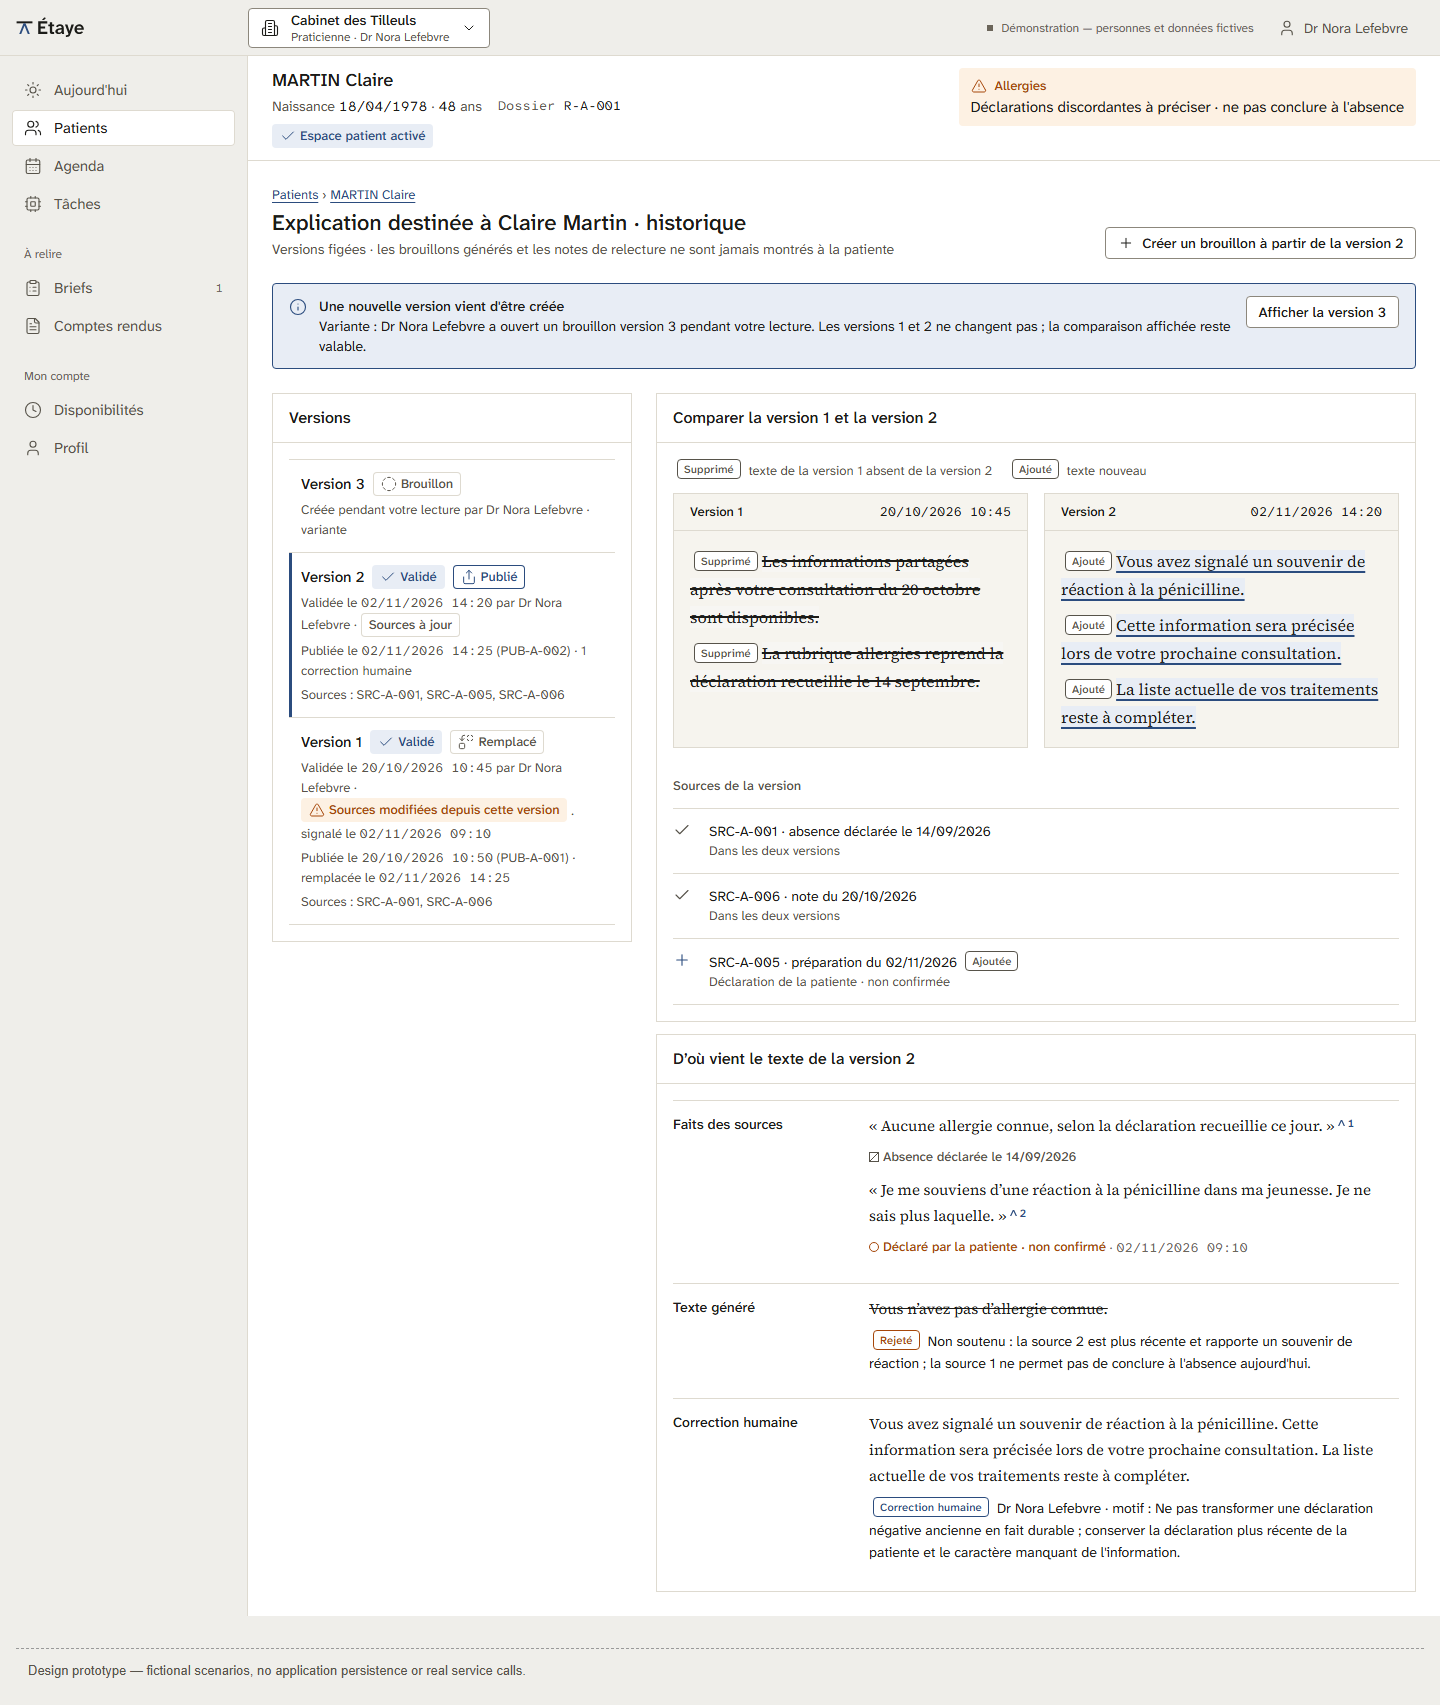 Étaye
Cabinet des Tilleuls
Praticienne · Dr Nora Lefebvre
Démonstration — personnes et données fictives
Dr Nora Lefebvre
Aujourd'hui
Patients
Agenda
Tâches
À relire
Briefs 1
Comptes rendus
Mon compte
Disponibilités
Profil
MARTIN Claire
Naissance 18/04/1978 · 48 ans Dossier R-A-001
Espace patient activé
Allergies
Déclarations discordantes à préciser · ne pas conclure à l'absence
Patients › MARTIN Claire
Explication destinée à Claire Martin · historique
Versions figées · les brouillons générés et les notes de relecture ne sont jamais montrés à la patiente
Créer un brouillon à partir de la version 2
Une nouvelle version vient d'être créée
Variante : Dr Nora Lefebvre a ouvert un brouillon version 3 pendant votre lecture. Les versions 1 et 2 ne changent pas ; la comparaison affichée reste
valable.
Afficher la version 3
Versions
Version 3 Brouillon
Créée pendant votre lecture par Dr Nora Lefebvre ·
variante
Version 2 Validé Publié
Validée le 02/11/2026 14:20 par Dr Nora
Lefebvre · Sources à jour
Publiée le 02/11/2026 14:25 (PUB-A-002) · 1
correction humaine
Sources : SRC-A-001, SRC-A-005, SRC-A-006
Version 1 Validé Remplacé
Validée le 20/10/2026 10:45 par Dr Nora
Lefebvre ·
Sources modifiées depuis cette version .
signalé le 02/11/2026 09:10
Publiée le 20/10/2026 10:50 (PUB-A-001) ·
remplacée le 02/11/2026 14:25
Sources : SRC-A-001, SRC-A-006
Comparer la version 1 et la version 2
Supprimé texte de la version 1 absent de la version 2 Ajouté texte nouveau
Version 1 20/10/2026 10:45
Supprimé Les informations partagées
après votre consultation du 20 octobre
sont disponibles.
Supprimé La rubrique allergies reprend la
déclaration recueillie le 14 septembre.
Version 2 02/11/2026 14:20
Ajouté Vous avez signalé un souvenir de
réaction à la pénicilline.
Ajouté Cette information sera précisée
lors de votre prochaine consultation.
Ajouté La liste actuelle de vos traitements
reste à compléter.
Sources de la version
SRC-A-001 · absence déclarée le 14/09/2026
Dans les deux versions
SRC-A-006 · note du 20/10/2026
Dans les deux versions
SRC-A-005 · préparation du 02/11/2026 Ajoutée
Déclaration de la patiente · non confirmée
D'où vient le texte de la version 2
Faits des sources
« Aucune allergie connue, selon la déclaration recueillie ce jour. » ^ 1
Absence déclarée le 14/09/2026
« Je me souviens d'une réaction à la pénicilline dans ma jeunesse. Je ne
sais plus laquelle. » ^ 2
Déclaré par la patiente · non confirmé · 02/11/2026 09:10
Texte généré
Vous n'avez pas d'allergie connue.
Rejeté Non soutenu : la source 2 est plus récente et rapporte un souvenir de
réaction ; la source 1 ne permet pas de conclure à l'absence aujourd'hui.
Correction humaine
Vous avez signalé un souvenir de réaction à la pénicilline. Cette
information sera précisée lors de votre prochaine consultation. La liste
actuelle de vos traitements reste à compléter.
Correction humaine Dr Nora Lefebvre · motif : Ne pas transformer une déclaration
négative ancienne en fait durable ; conserver la déclaration plus récente de la
patiente et le caractère manquant de l'information.
Design prototype — fictional scenarios, no application persistence or real service calls.